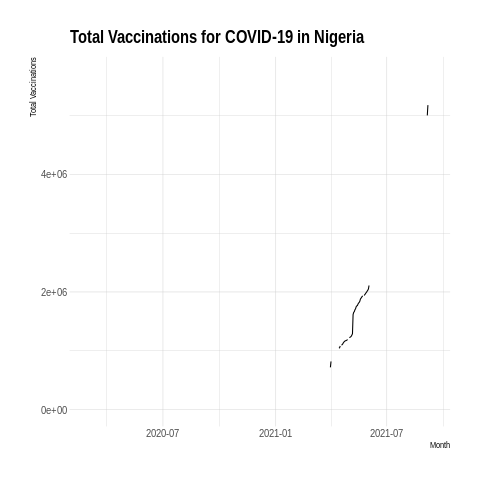 Total Vaccinations for COVID-19 in Nigeria
Total Vaccinations
4e+06
2e+06
0e+00
2020-07 2021-01 2021-07
Month